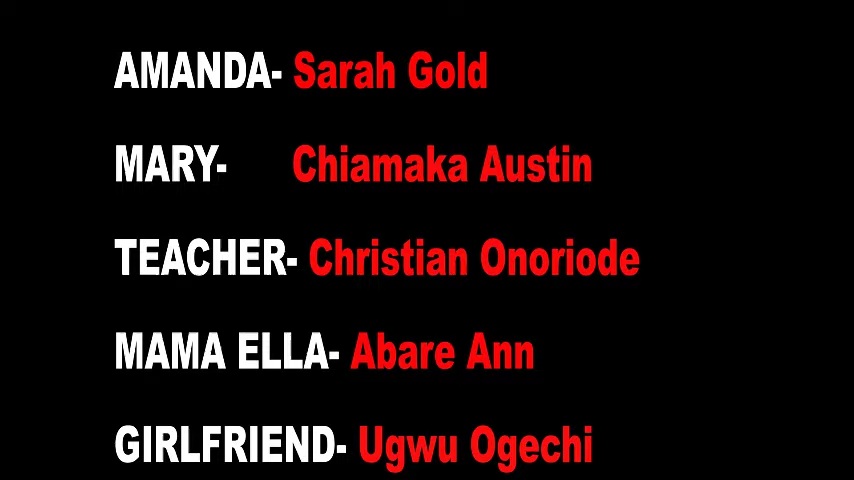 AMANDA- Sarah Gold
MARY- Chiamaka Austin
TEACHER- Christian Onoriode
MAMA ELLA- Abare Ann
GIRLFRIEND- Ugwu Ogechi